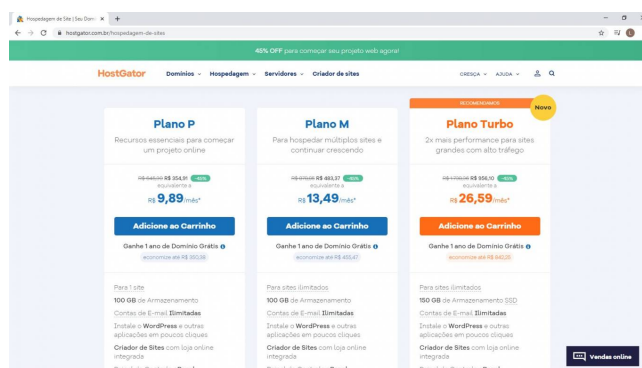 Hospedagem de Site | Seu Dom
hostgator.com.br/hospedagem-de-sites
45% OFF para começar seu projeto web agora!
HostGator
Domínios
Hospedagem
Servidores
Criador de sites
CRESÇA
AJUDA
Plano P
Recursos essenciais para começar
um projeto online
R$ 354,91
equivalente a
R$ 9,89/mês*
Adicione ao Carrinho
Ganhe 1 ano de Domínio Grátis
Para 1 site
100 GB de Armazenamento
Contas de E-mail Ilimitadas
Instale o WordPress e outras
aplicações em poucos cliques
Criador de Sites com loja online
integrada
Plano M
Para hospedar múltiplos sites e
continuar crescendo
equivalente a
R$ 13,49/mês*
Adicione ao Carrinho
Ganhe 1 ano de Domínio Grátis
Para sites ilimitados
100 GB de Armazenamento
Contas de E-mail Ilimitadas
Instale o WordPress e outras
aplicações em poucos cliques
Criador de Sites com loja online
integrada
RECOMENDAMOS
Novo
Plano Turbo
2x mais performance para sites
grandes com alto tráfego
equivalente a
R$ 26,59/mês*
Adicione ao Carrinho
Ganhe 1 ano de Domínio Grátis
Para sites ilimitados
150 GB de Armazenamento SSD
Contas de E-mail Ilimitadas
Instale o WordPress e outras
aplicações em poucos cliques
Criador de Sites com loja online
integrada
Vendas online